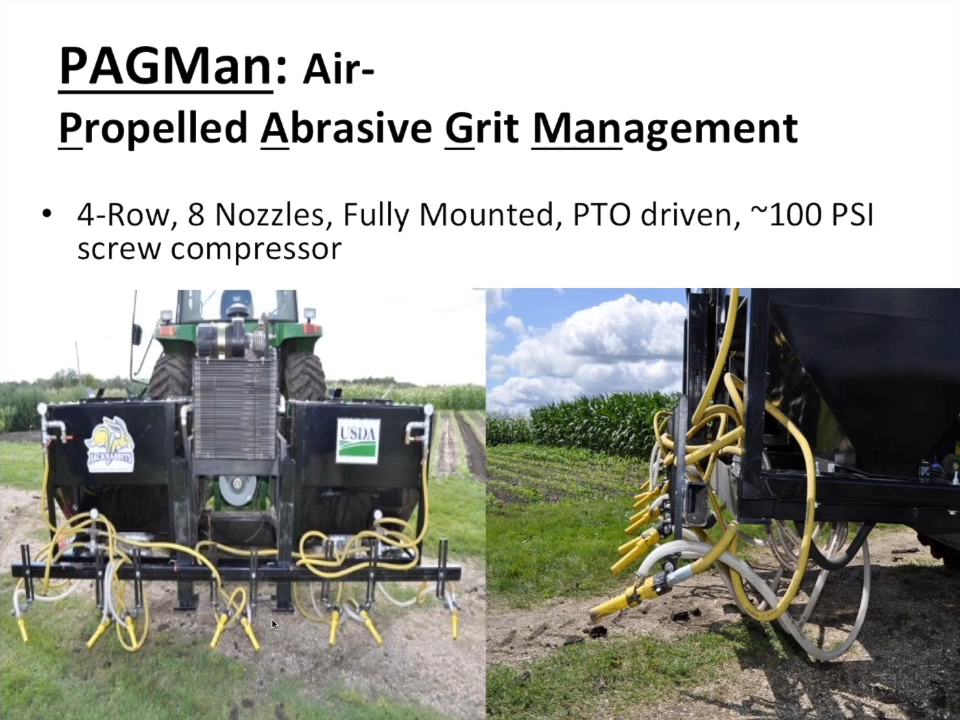 PAGMan: Air-
Propelled Abrasive Grit Management
• 4-Row, 8 Nozzles, Fully Mounted, PTO driven, ~100 PSI
screw compressor
JACKRABBITS
USDA